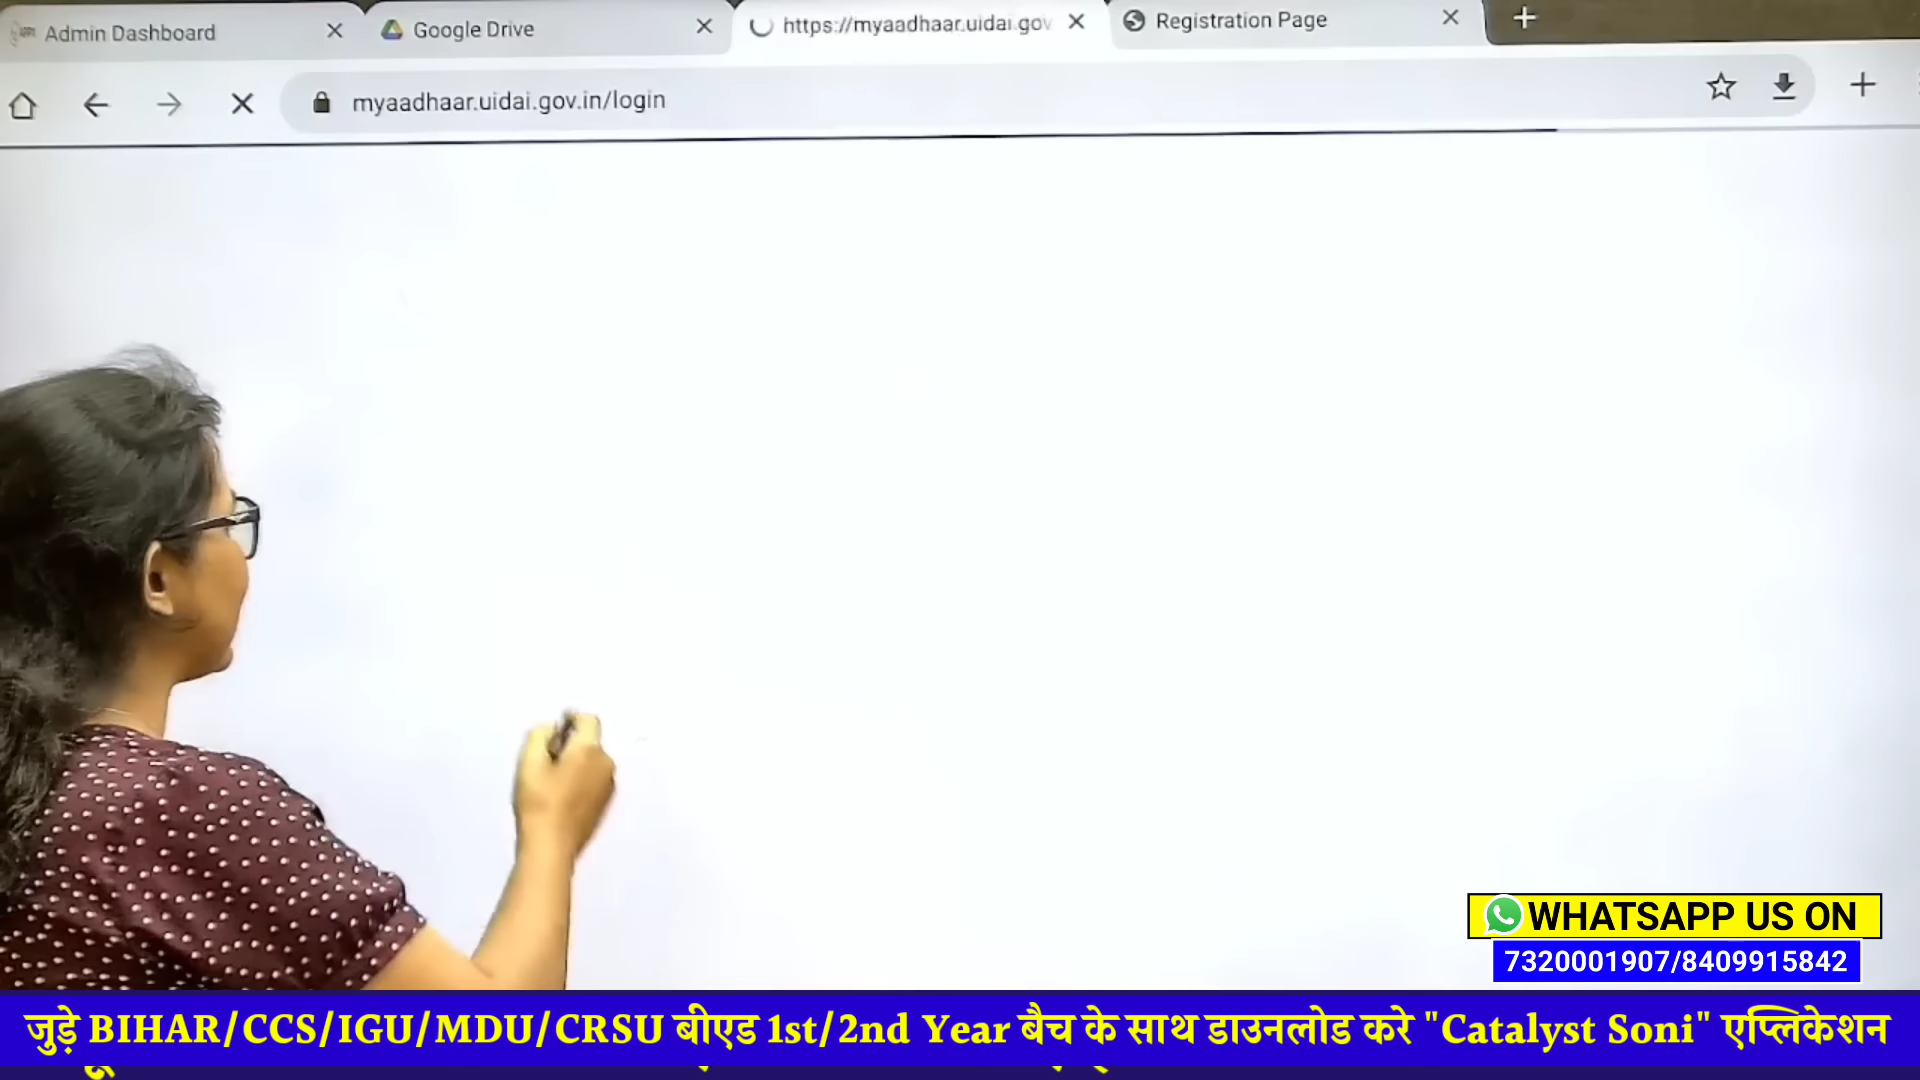 Admin Dashboard
Google Drive
https://myaadhaar.uidai.gov
Registration Page
myaadhaar.uidai.gov.in/login
WHATSAPP US ON
7320001907/8409915842
जुड़े BIHAR/CCS/IGU/MDU/CRSU बीएड 1st/2nd Year बैच के साथ डाउनलोड करे "Catalyst Soni" एप्लिकेशन